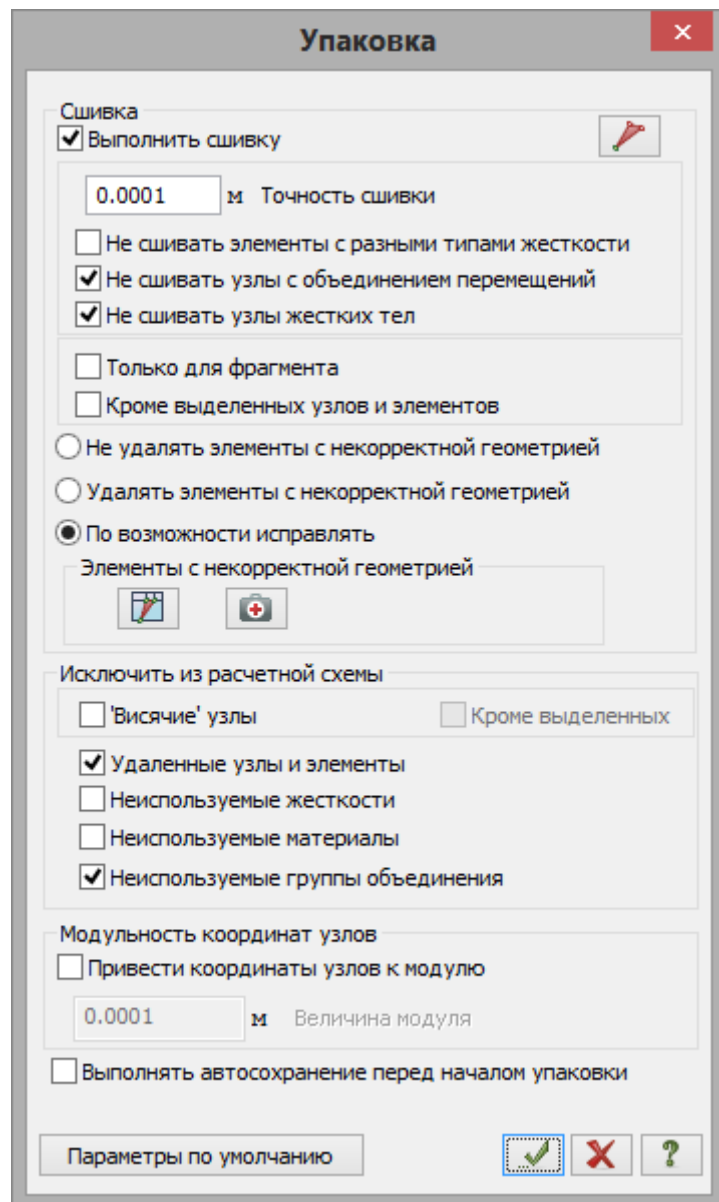 Упаковка
Сшивка
Выполнить сшивку
0.0001 м Точность сшивки
Не сшивать элементы с разными типами жесткости
Не сшивать узлы с объединением перемещений
Не сшивать узлы жестких тел
Только для фрагмента
Кроме выделенных узлов и элементов
Не удалять элементы с некорректной геометрией
Удалять элементы с некорректной геометрией
По возможности исправлять
Элементы с некорректной геометрией
Исключить из расчетной схемы
'Висячие' узлы Кроме выделенных
Удаленные узлы и элементы
Неиспользуемые жесткости
Неиспользуемые материалы
Неиспользуемые группы объединения
Модульность координат узлов
Привести координаты узлов к модулю
0.0001 м Величина модуля
Выполнять автосохранение перед началом упаковки
Параметры по умолчанию ?